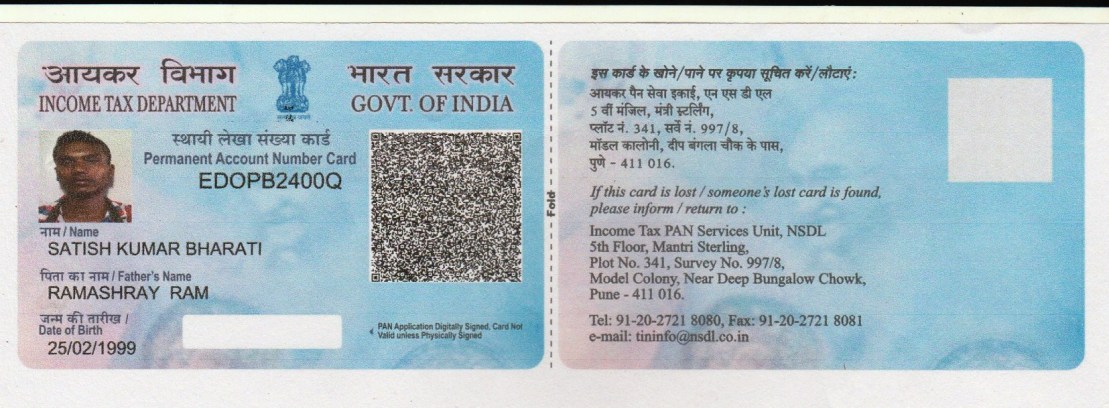 आयकर विभाग
INCOME TAX DEPARTMENT
भारत सरकार
GOVT. OF INDIA
स्थायी लेखा संख्या कार्ड
Permanent Account Number Card
EDOPB2400Q
नाम / Name
SATISH KUMAR BHARATI
पिता का नाम / Father's Name
RAMASHRAY RAM
जन्म की तारीख /
Date of Birth
25/02/1999
PAN Application Digitally Signed, Card Not
Valid unless Physically Signed
Fold
इस कार्ड के खोने/पाने पर कृपया सूचित करें/लौटाएं :
आयकर पैन सेवा इकाई, एन एस डी एल
5 वीं मंजिल, मंत्री स्टर्लिंग,
प्लॉट नं. 341, सर्वे नं. 997/8,
मॉडल कालोनी, दीप बंगला चौक के पास,
पुणे - 411 016.
If this card is lost / someone's lost card is found,
please inform / return to :
Income Tax PAN Services Unit, NSDL
5th Floor, Mantri Sterling,
Plot No. 341, Survey No. 997/8,
Model Colony, Near Deep Bungalow Chowk,
Pune - 411 016.
Tel: 91-20-2721 8080, Fax: 91-20-2721 8081
e-mail: tininfo@nsdl.co.in